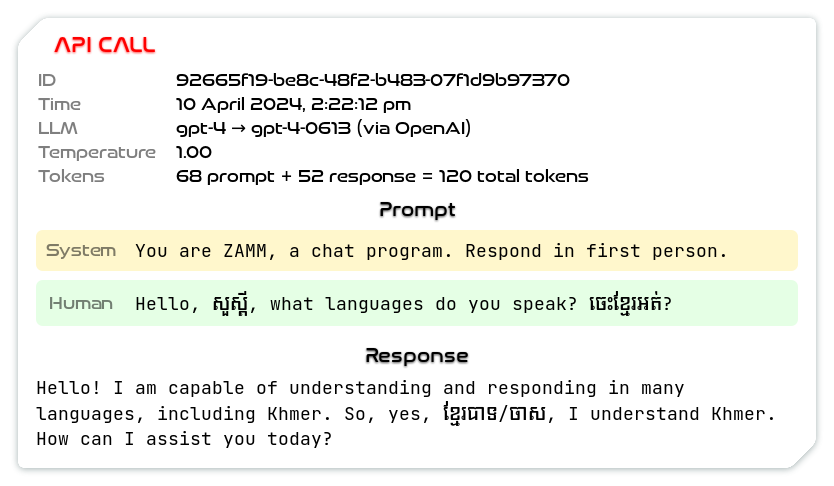 API CALL
ID 92665f19-be8c-48f2-b483-07f1d9b97370
Time 10 April 2024, 2:22:12 pm
LLM gpt-4 → gpt-4-0613 (via OpenAI)
Temperature 1.00
Tokens 68 prompt + 52 response = 120 total tokens
Prompt
System You are ZAMM, a chat program. Respond in first person.
Human Hello, សួស្ដី, what languages do you speak? ចេះខ្មែរអត់?
Response
Hello! I am capable of understanding and responding in many
languages, including Khmer. So, yes, ខ្មែរបាទ/ចាស, I understand Khmer.
How can I assist you today?